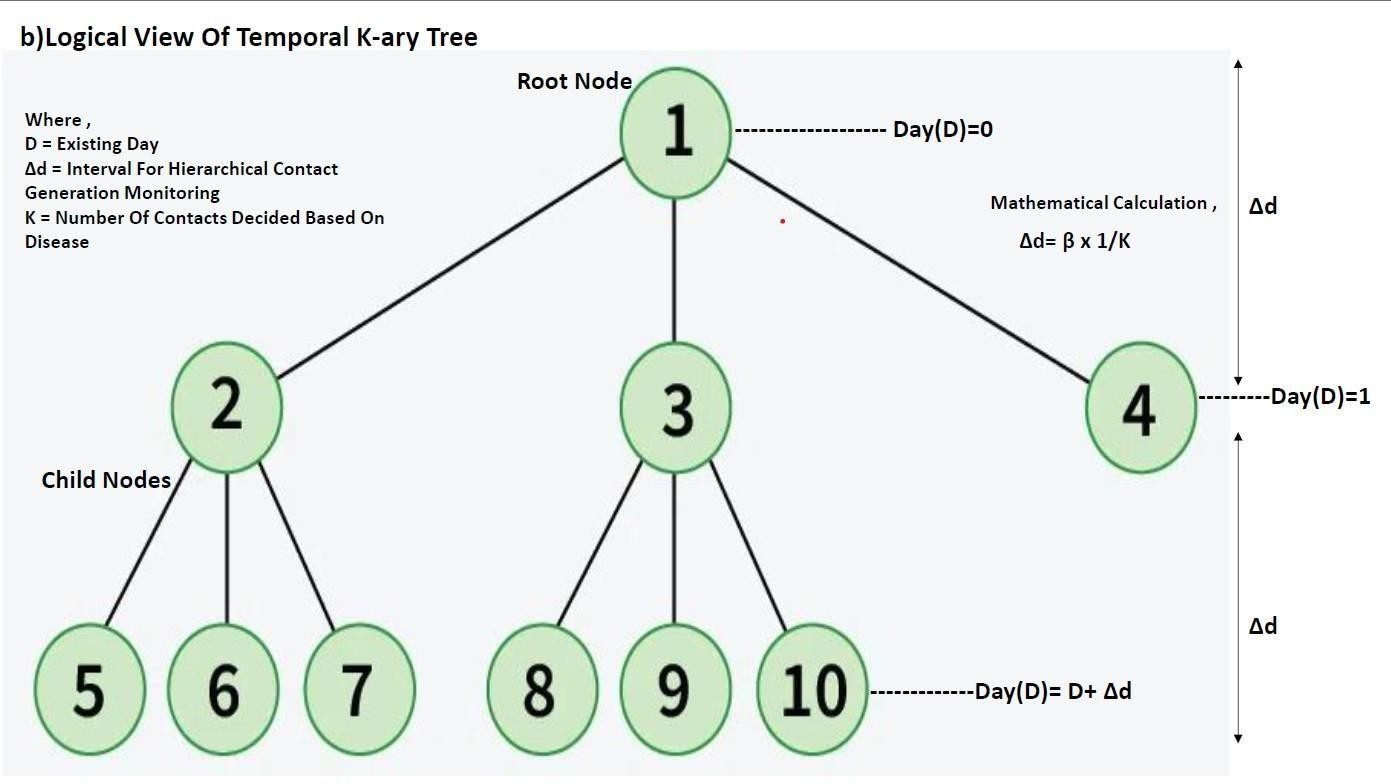 b)Logical View Of Temporal K-ary Tree
Root Node
1
------------------- Day(D)=0
Where ,
D = Existing Day
Δd = Interval For Hierarchical Contact
Generation Monitoring
K = Number Of Contacts Decided Based On
Disease
Mathematical Calculation ,
Δd= β x 1/K
Δd
2
3
4
---------Day(D)=1
Child Nodes
Δd
5
6
7
8
9
10
-------------Day(D)= D+ Δd